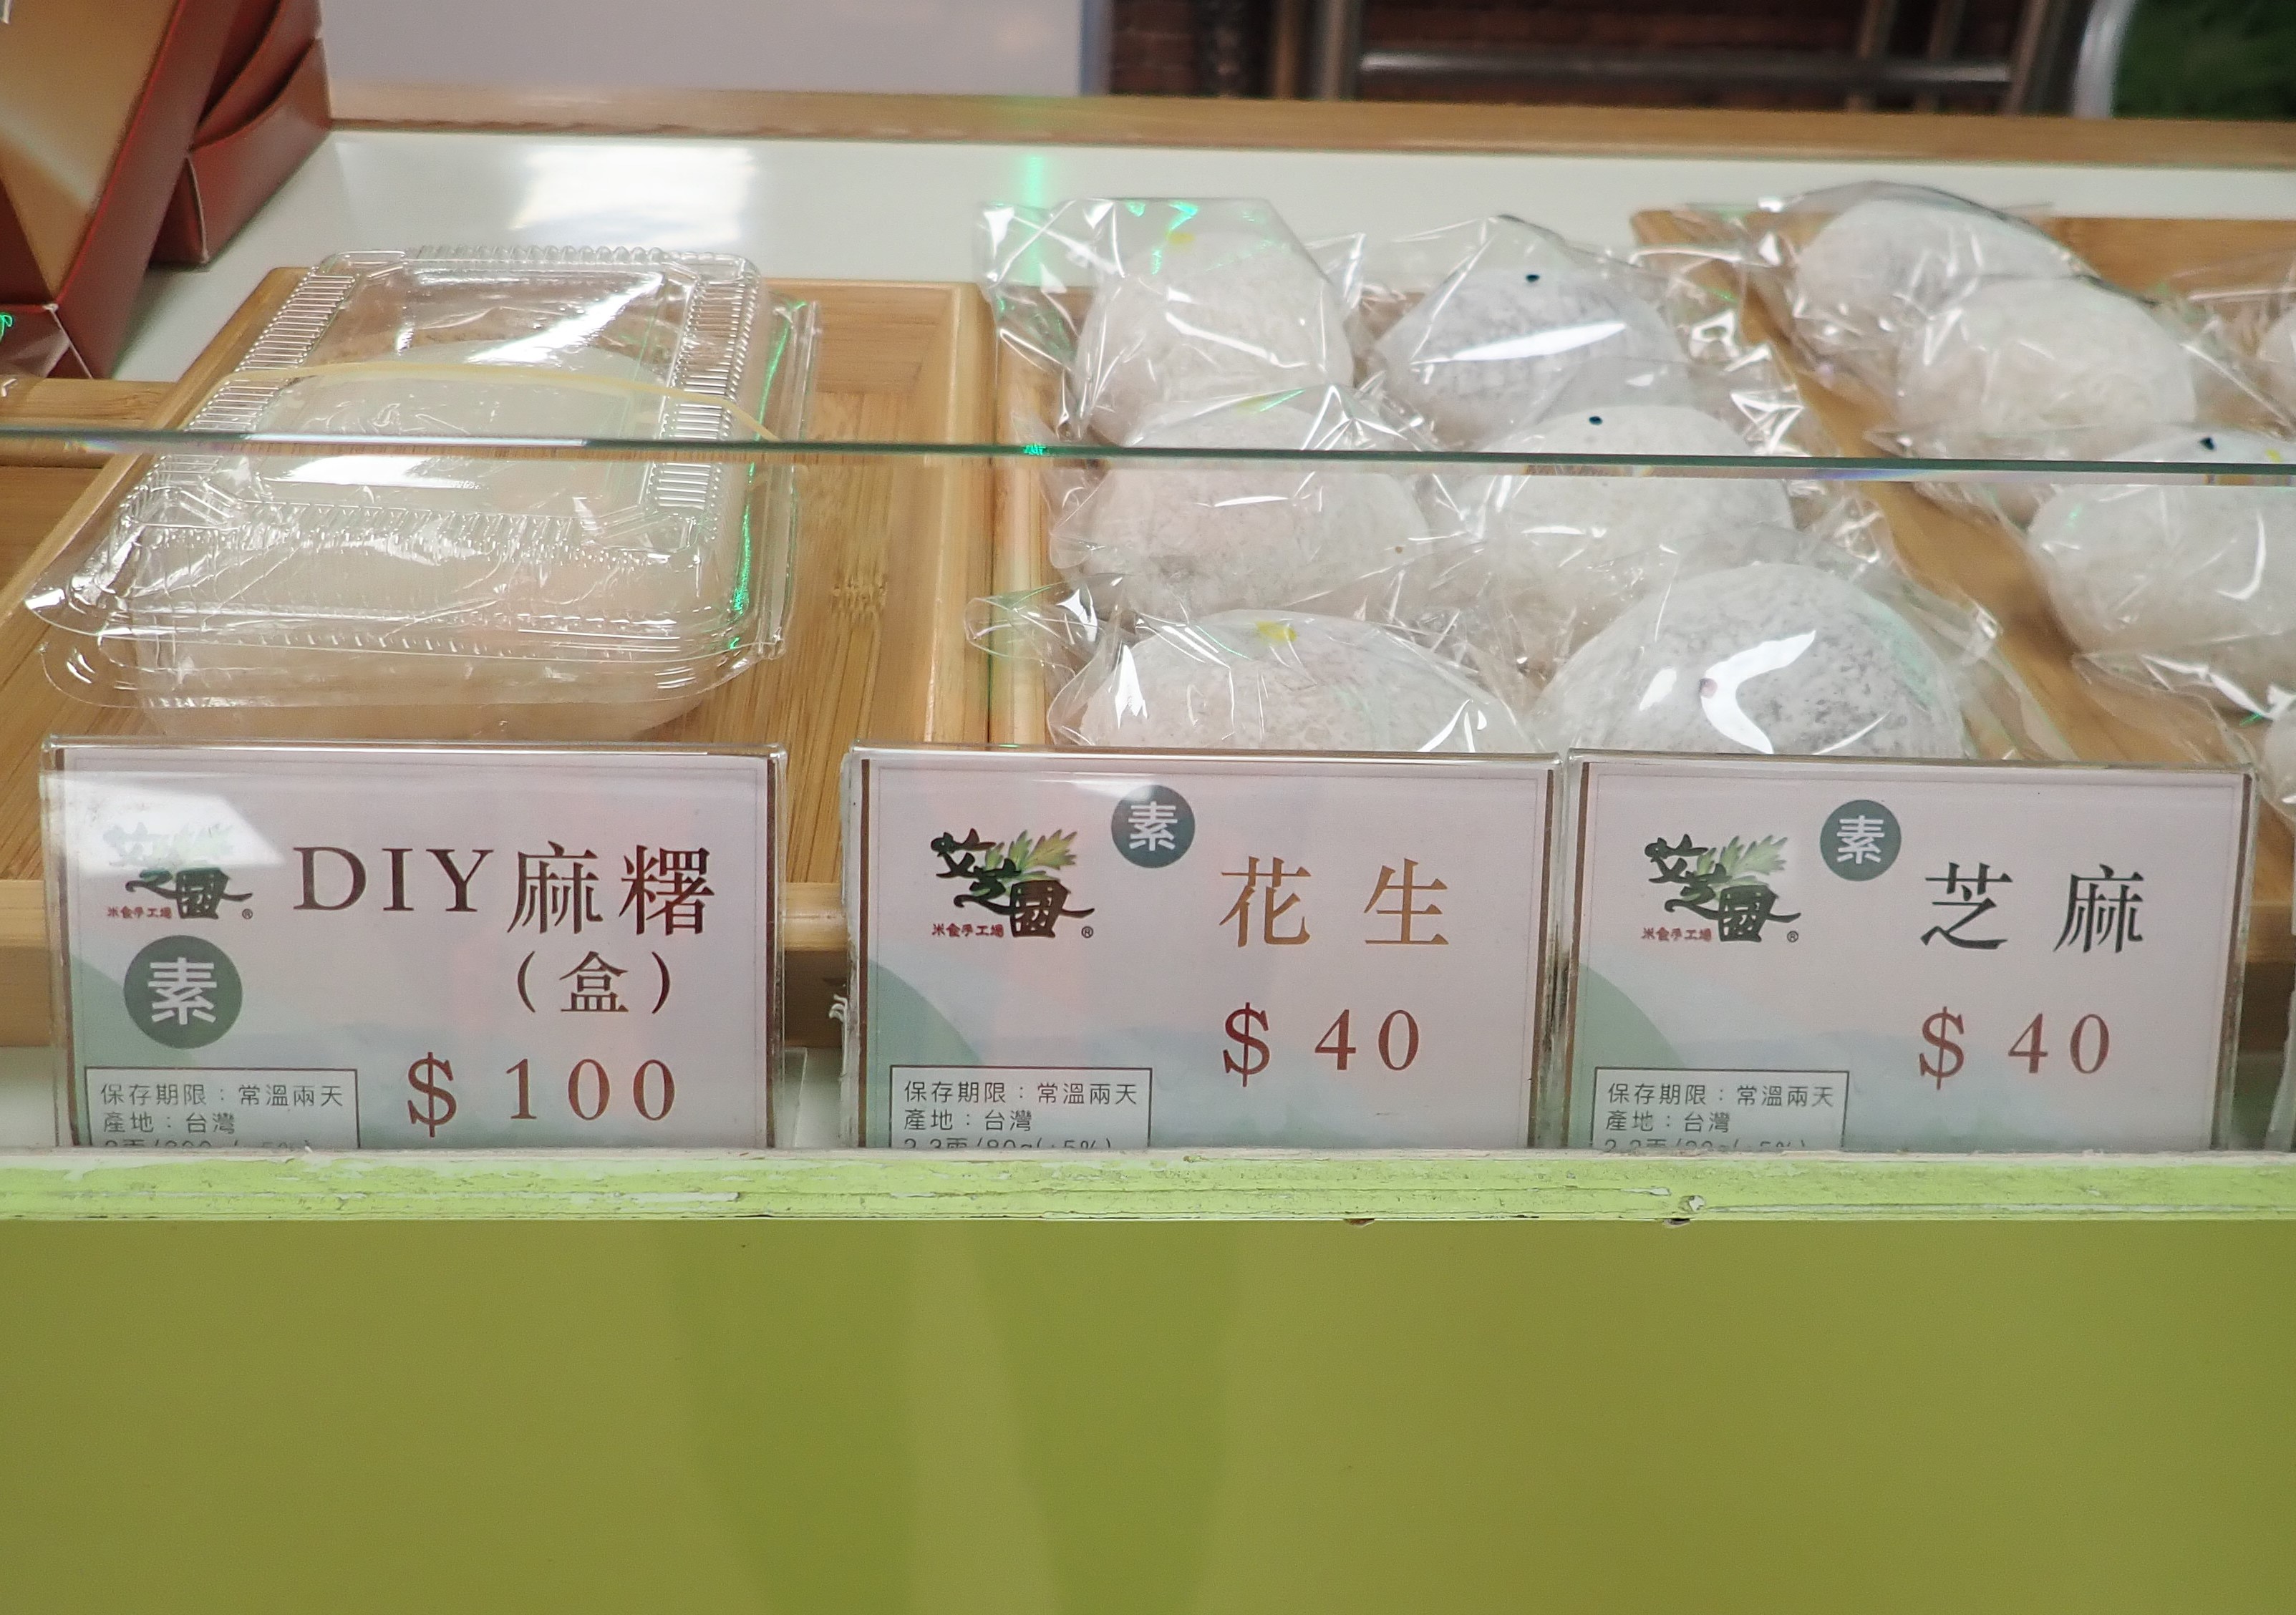 艾芝園
米食手工場 ®
素
DIY麻糬
(盒)
$ 100
保存期限：常溫兩天
產地：台灣
素
艾芝園
米食手工場 ®
花生
$ 40
保存期限：常溫兩天
產地：台灣
素
艾芝園
米食手工場 ®
芝麻
$ 40
保存期限：常溫兩天
產地：台灣